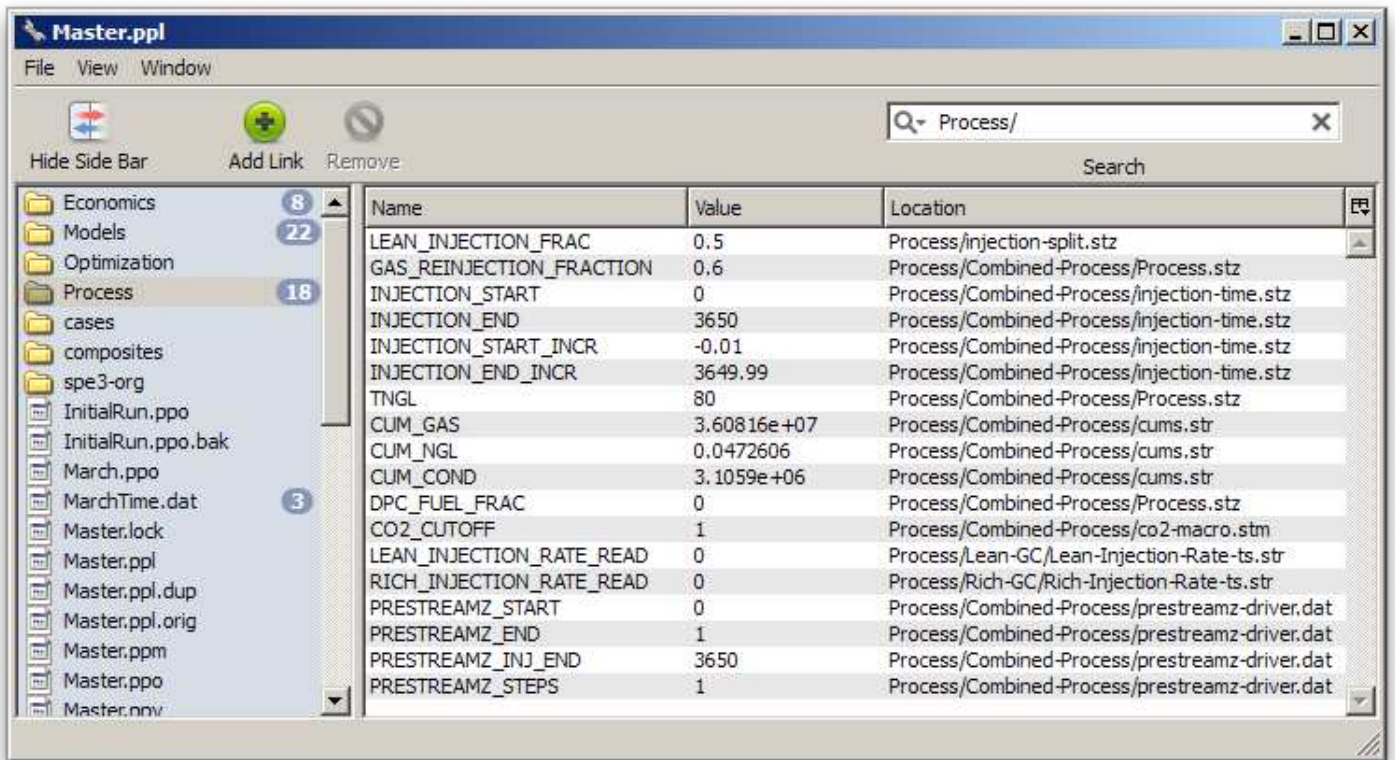 Master.ppl
File View Window
Process/
Hide Side Bar Add Link Remove Search
Economics 8
Models 22
Optimization
Process 18
cases
composites
spe3-org
InitialRun.ppo
InitialRun.ppo.bak
March.ppo
MarchTime.dat 3
Master.lock
Master.ppl
Master.ppl.dup
Master.ppl.orig
Master.ppm
Master.ppo
Master.ppv
Name Value Location
LEAN_INJECTION_FRAC 0.5 Process/injection-split.stz
GAS_REINJECTION_FRACTION 0.6 Process/Combined-Process/Process.stz
INJECTION_START 0 Process/Combined-Process/injection-time.stz
INJECTION_END 3650 Process/Combined-Process/injection-time.stz
INJECTION_START_INCR -0.01 Process/Combined-Process/injection-time.stz
INJECTION_END_INCR 3649.99 Process/Combined-Process/injection-time.stz
TNGL 80 Process/Combined-Process/Process.stz
CUM_GAS 3.60816e+07 Process/Combined-Process/cums.str
CUM_NGL 0.0472606 Process/Combined-Process/cums.str
CUM_COND 3.1059e+06 Process/Combined-Process/cums.str
DPC_FUEL_FRAC 0 Process/Combined-Process/Process.stz
CO2_CUTOFF 1 Process/Combined-Process/co2-macro.stm
LEAN_INJECTION_RATE_READ 0 Process/Lean-GC/Lean-Injection-Rate-ts.str
RICH_INJECTION_RATE_READ 0 Process/Rich-GC/Rich-Injection-Rate-ts.str
PRESTREAMZ_START 0 Process/Combined-Process/prestreamz-driver.dat
PRESTREAMZ_END 1 Process/Combined-Process/prestreamz-driver.dat
PRESTREAMZ_INJ_END 3650 Process/Combined-Process/prestreamz-driver.dat
PRESTREAMZ_STEPS 1 Process/Combined-Process/prestreamz-driver.dat